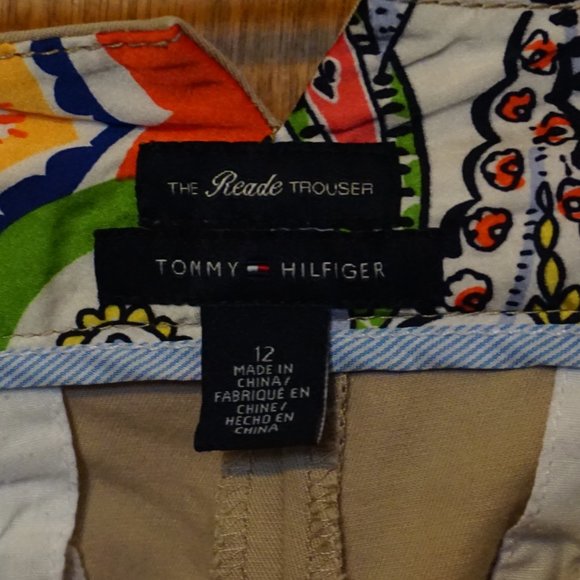 THE Reade TROUSER
TOMMY HILFIGER
12
MADE IN
CHINA/
FABRIQUÉ EN
CHINE/
HECHO EN
CHINA